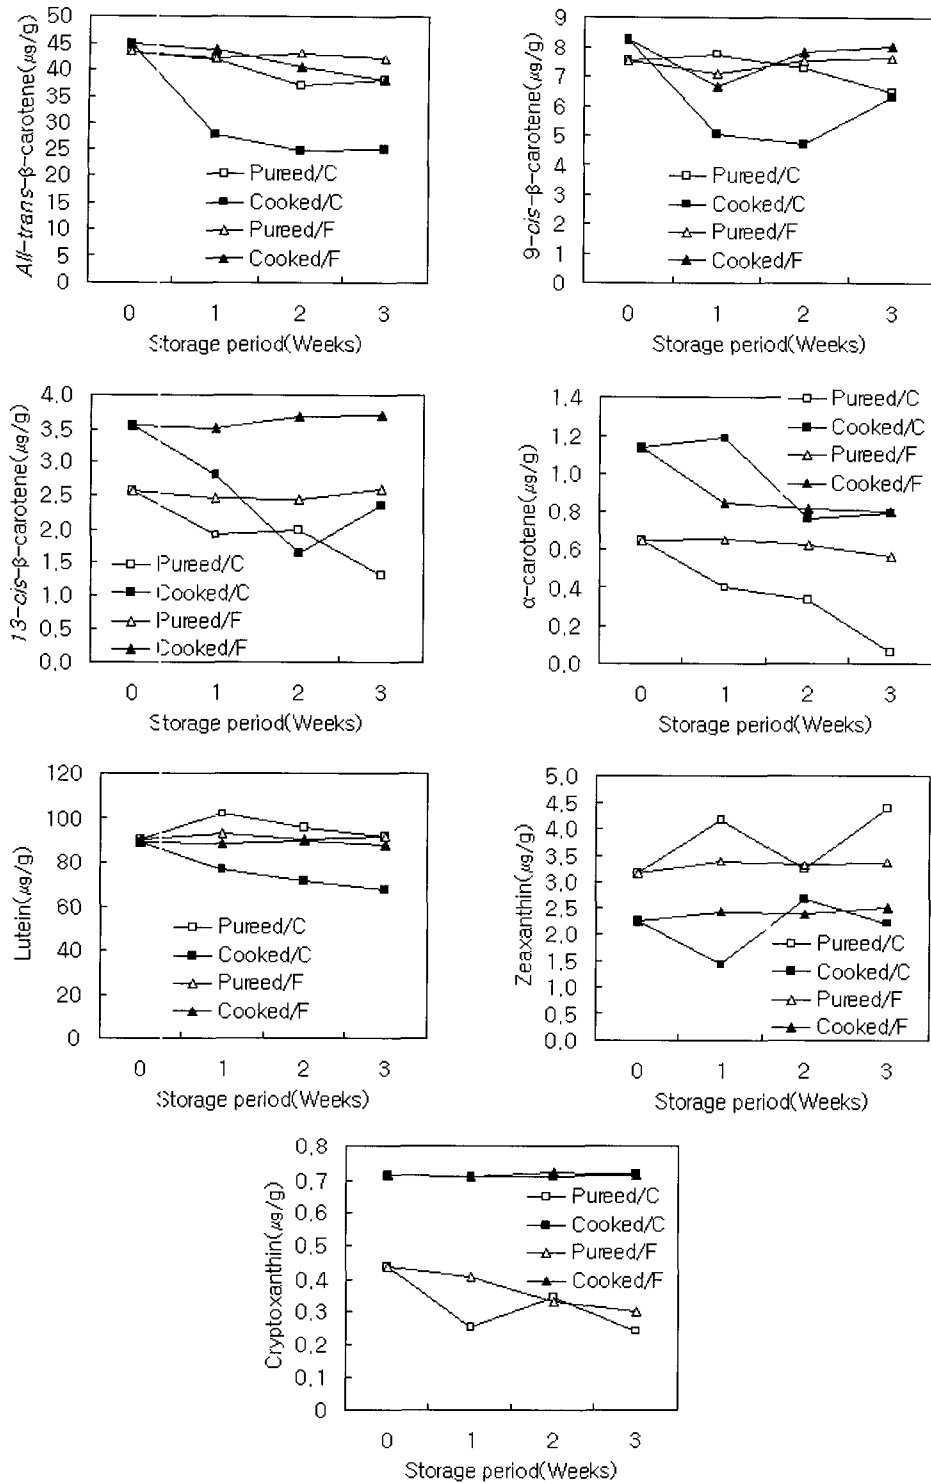 All-trans-β-carotene(μg/g)
50
45
40
35
30
25
20
15
10
5
0
Pureed/C
Cooked/C
Pureed/F
Cooked/F
0 1 2 3
Storage period(Weeks)
9-cis-β-carotene(μg/g)
9
8
7
6
5
4
3
2
1
0
Pureed/C
Cooked/C
Pureed/F
Cooked/F
0 1 2 3
Storage period(Weeks)
13-cis-β-carotene(μg/g)
4,0
3,5
3,0
2,5
2,0
1,5
1,0
0,5
0,0
Pureed/C
Cooked/C
Pureed/F
Cooked/F
0 1 2 3
Storage period(Weeks)
α-carotene(μg/g)
1,4
1,2
1,0
0,8
0,6
0,4
0,2
0,0
Pureed/C
Cooked/C
Pureed/F
Cooked/F
0 1 2 3
Storage period(Weeks)
Lutein(μg/g)
120
100
80
60
40
20
0
Pureed/C
Cooked/C
Pureed/F
Cooked/F
0 1 2 3
Storage period(Weeks)
Zeaxanthin(μg/g)
5,0
4,5
4,0
3,5
3,0
2,5
2,0
1,5
1,0
0,5
0,0
Pureed/C
Cooked/C
Pureed/F
Cooked/F
0 1 2 3
Storage period(Weeks)
Cryptoxanthin(μg/g)
0,8
0,7
0,6
0,5
0,4
0,3
0,2
0,1
0
Pureed/C
Cooked/C
Pureed/F
Cooked/F
0 1 2 3
Storage period(Weeks)